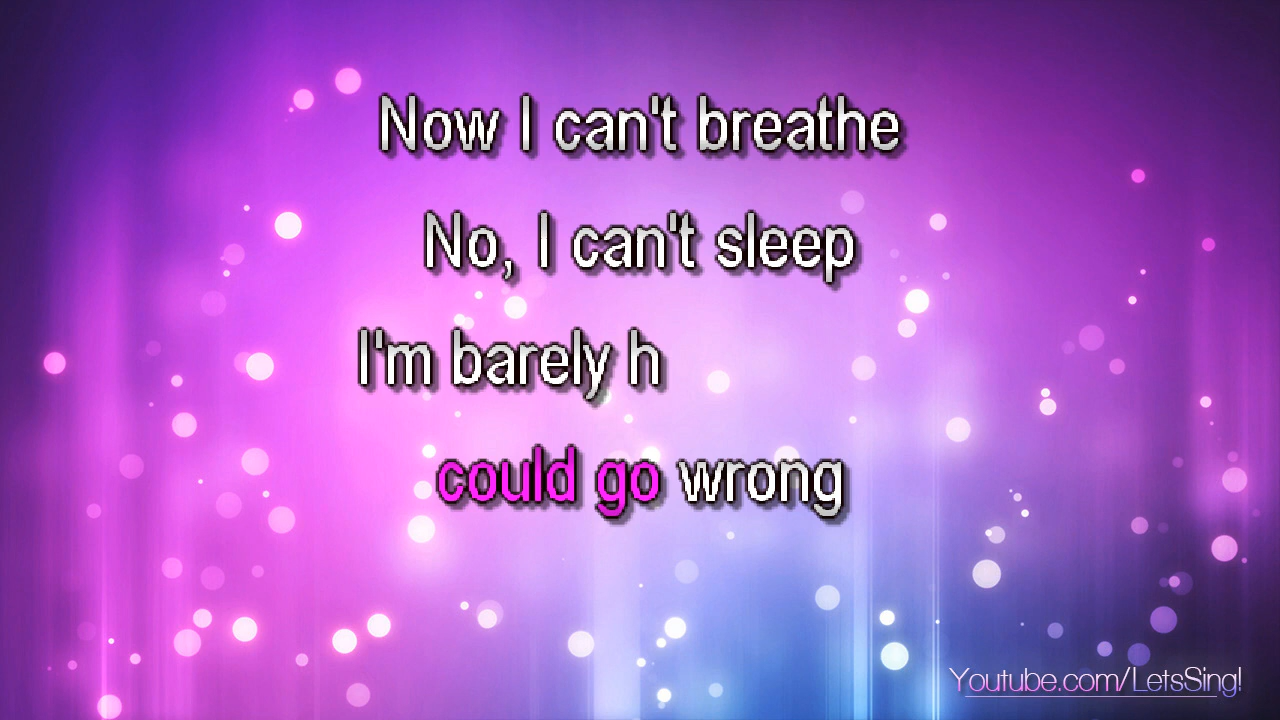 Now I can't breathe
No, I can't sleep
I'm barely h
could go wrong
Youtube.com/LetsSing!